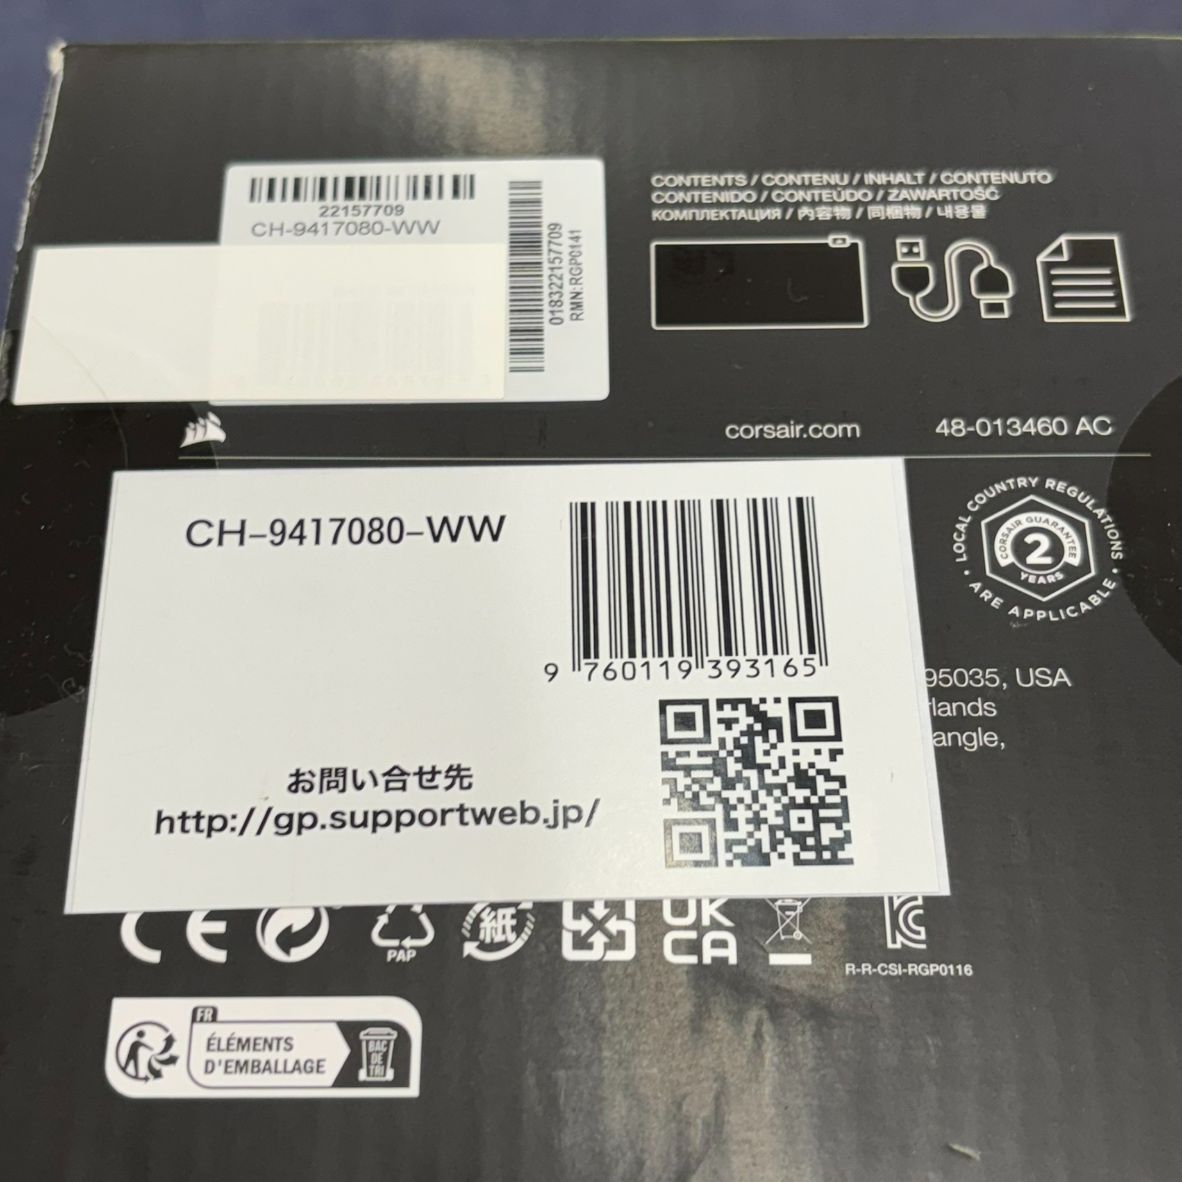 22157709
CH-9417080-WW
018322157709
RMN:RGP0141
CONTENTS / CONTENU / INHALT / CONTENUTO
CONTENIDO / CONTEÚDO / ZAWARTOŚĆ
КОМПЛЕКТАЦИЯ / 內容物 / 同梱物 / 내용물
corsair.com
48-013460 AC
CH-9417080-WW
9 760119 393165
お問い合せ先
http://gp.supportweb.jp/
• LOCAL COUNTRY REGULATIONS •
ARE APPLICABLE
CORSAIR GUARANTEE
2
YEARS
95035, USA
rlands
angle,
CE
PAP
紙
UK
CA
R-R-CSI-RGP0116
FR
ÉLÉMENTS
D'EMBALLAGE
BAC
DE
TRI